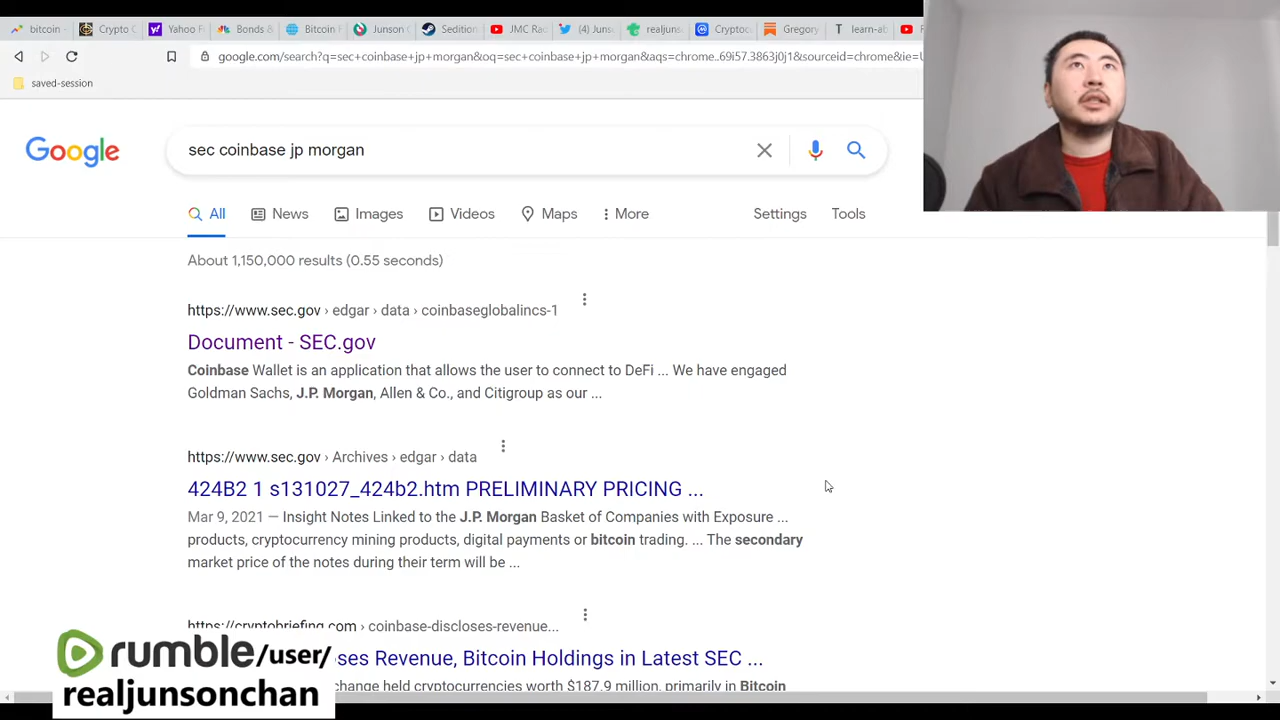 bitcoin
Crypto C
Yahoo F
Bonds &
Bitcoin
Junson
Sedition
JMC Rad
(4) Junso
realjuns
Cryptoc
Gregory
learn-ab
google.com/search?q=sec+coinbase+jp+morgan&oq=sec+coinbase+jp+morgan&aqs=chrome..69i57.3863j0j1&sourceid=chrome&ie=U
saved-session
Google
sec coinbase jp morgan
All
News
Images
Videos
Maps
More
Settings
Tools
About 1,150,000 results (0.55 seconds)
https://www.sec.gov › edgar › data › coinbaseglobalincs-1
Document - SEC.gov
Coinbase Wallet is an application that allows the user to connect to DeFi ... We have engaged
Goldman Sachs, J.P. Morgan, Allen & Co., and Citigroup as our ...
https://www.sec.gov › Archives › edgar › data
424B2 1 s131027_424b2.htm PRELIMINARY PRICING ...
Mar 9, 2021 — Insight Notes Linked to the J.P. Morgan Basket of Companies with Exposure ...
products, cryptocurrency mining products, digital payments or bitcoin trading. ... The secondary
market price of the notes during their term will be ...
https://cryptobriefing.com › coinbase-discloses-revenue...
ses Revenue, Bitcoin Holdings in Latest SEC ...
change held cryptocurrencies worth $187.9 million, primarily in Bitcoin
rumble/user/
realjunsonchan